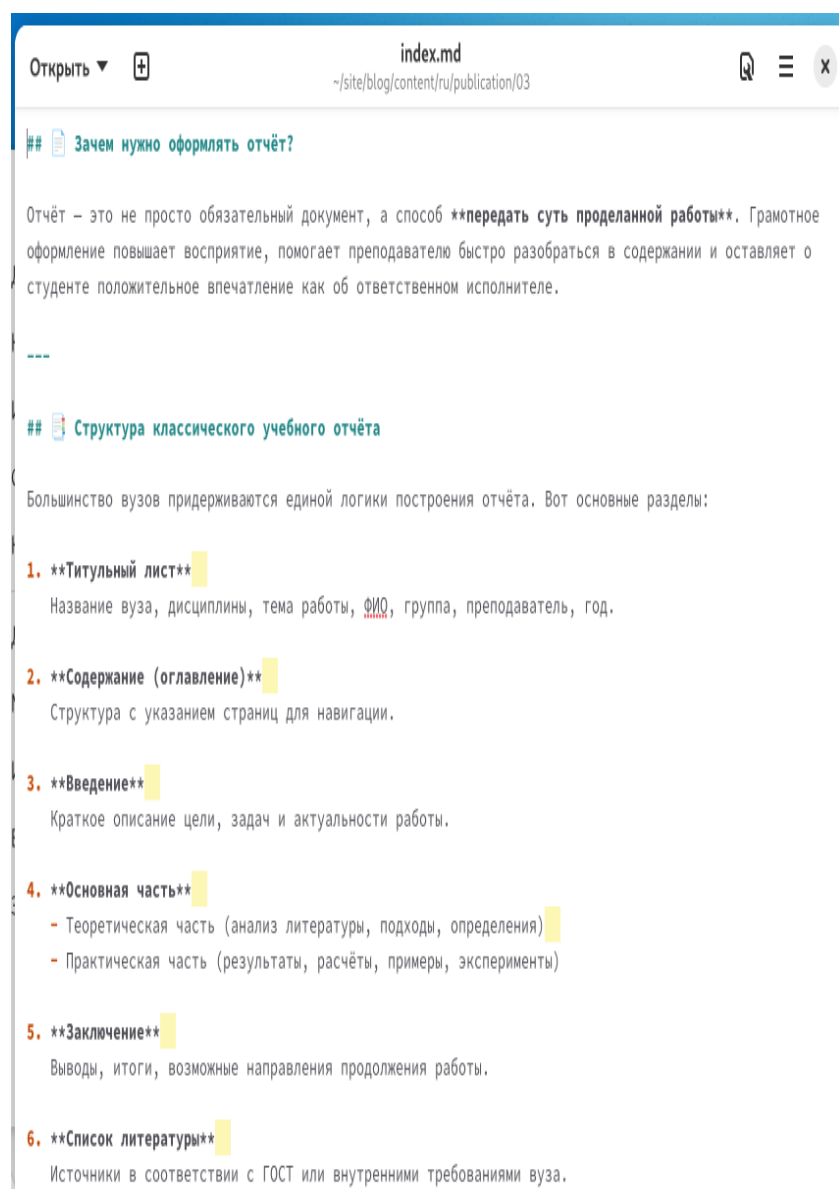 Открыть
index.md
~/site/blog/content/ru/publication/03
## Зачем нужно оформлять отчёт?
Отчёт — это не просто обязательный документ, а способ **передать суть проделанной работы**. Грамотное
оформление повышает восприятие, помогает преподавателю быстро разобраться в содержании и оставляет о
студенте положительное впечатление как об ответственном исполнителе.
---
## Структура классического учебного отчёта
Большинство вузов придерживаются единой логики построения отчёта. Вот основные разделы:
1. **Титульный лист**
Название вуза, дисциплины, тема работы, ФИО, группа, преподаватель, год.
2. **Содержание (оглавление)**
Структура с указанием страниц для навигации.
3. **Введение**
Краткое описание цели, задач и актуальности работы.
4. **Основная часть**
- Теоретическая часть (анализ литературы, подходы, определения)
- Практическая часть (результаты, расчёты, примеры, эксперименты)
5. **Заключение**
Выводы, итоги, возможные направления продолжения работы.
6. **Список литературы**
Источники в соответствии с ГОСТ или внутренними требованиями вуза.